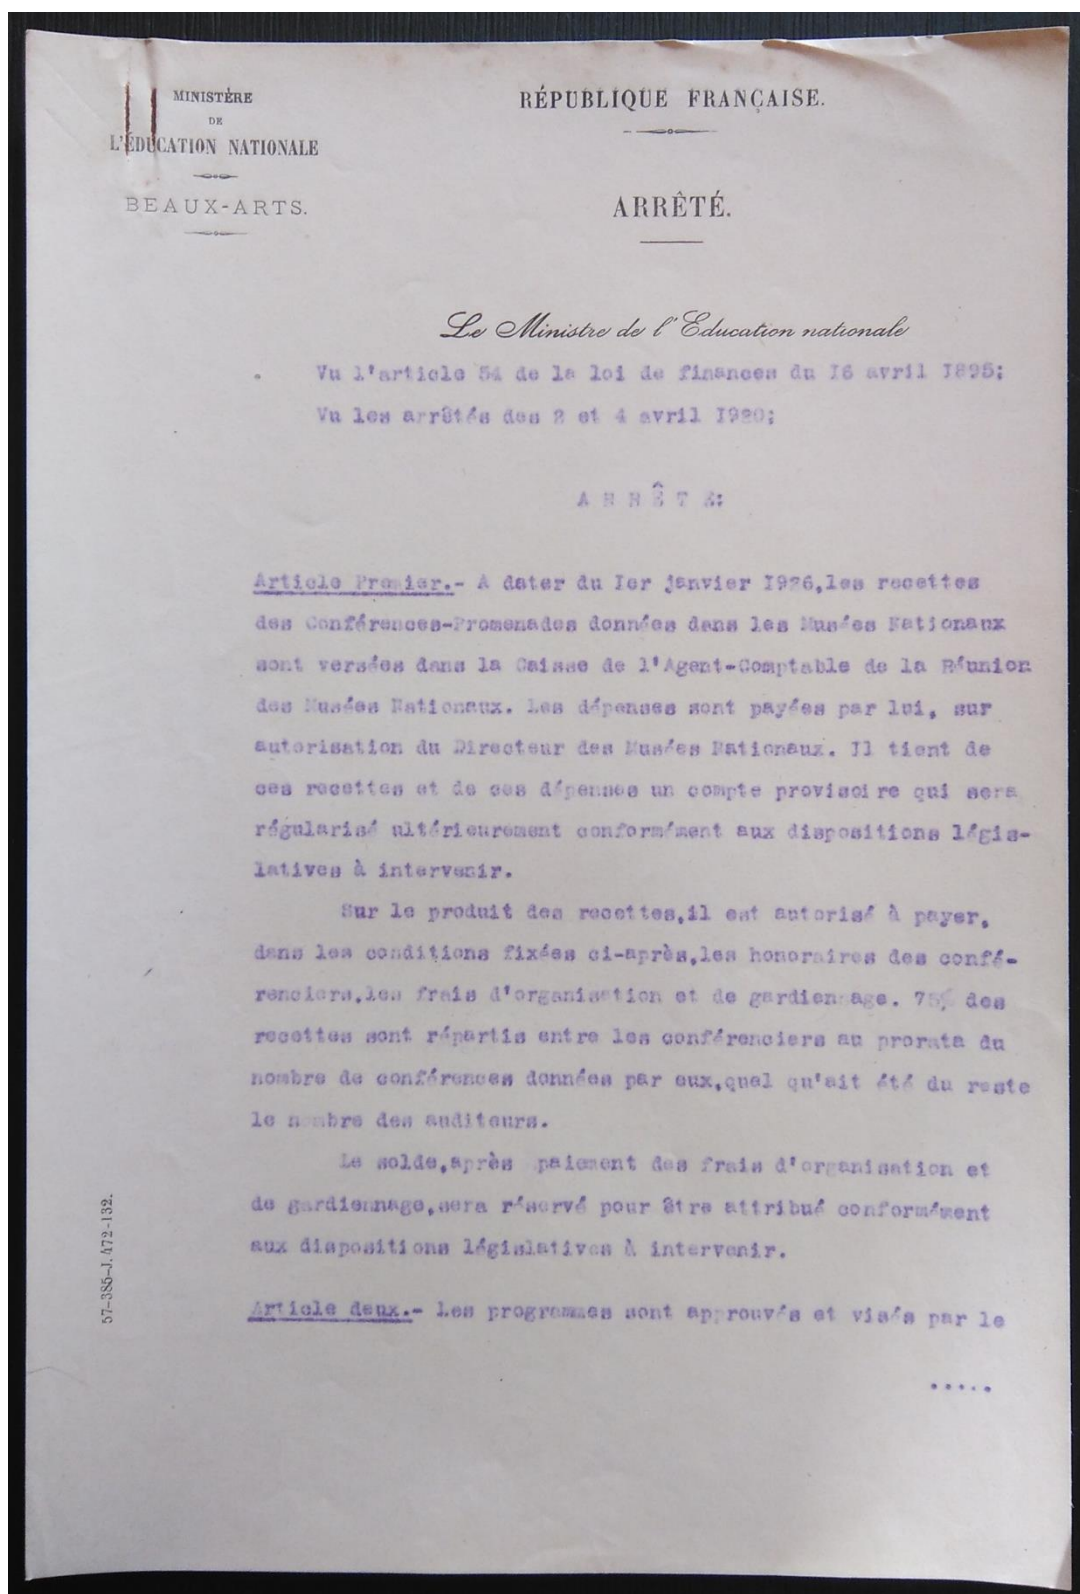 MINISTÈRE
DE
L'ÉDUCATION NATIONALE
BEAUX-ARTS.
RÉPUBLIQUE FRANÇAISE.
ARRÊTÉ.
Le Ministre de l'Éducation nationale
Vu l'article 54 de la loi de finances du I6 avril I895;
Vu les arrêtés des 2 et 4 avril I920;
A R R Ê T E:
Article Premier.- A dater du Ier janvier I926,les recettes
des Conférences-Promenades données dans les Musées Nationaux
sont versées dans la Caisse de l'Agent-Comptable de la Réunion
des Musées Nationaux. Les dépenses sont payées par lui, sur
autorisation du Directeur des Musées Nationaux. Il tient de
ces recettes et de ces dépenses un compte provisoire qui sera
régularisé ultérieurement conformément aux dispositions légis-
latives à intervenir.
Sur le produit des recettes,il est autorisé à payer,
dans les conditions fixées ci-après,les honoraires des confé-
renciers,les frais d'organisation et de gardiennage. 75% des
recettes sont répartis entre les conférenciers au prorata du
nombre de conférences données par eux,quel qu'ait été du reste
le nombre des auditeurs.
Le solde,après paiement des frais d'organisation et
de gardiennage,sera réservé pour être attribué conformément
aux dispositions législatives à intervenir.
Article deux.- Les programmes sont approuvés et visés par le
.....
57-385-J. 472-132.